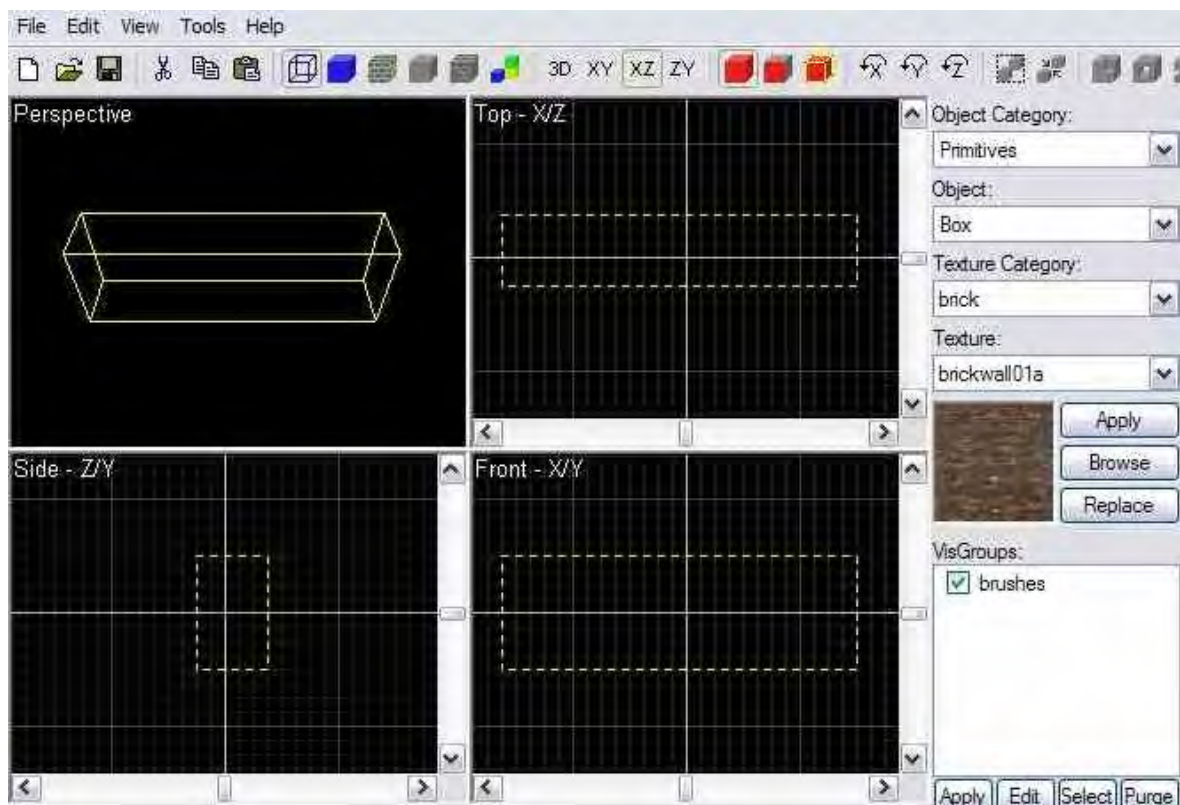 File Edit View Tools Help
3D XY XZ ZY X Y Z
Perspective
Top - X/Z
Object Category:
Primitives
Object:
Box
Texture Category:
brick
Texture:
brickwall01a
Apply
Browse
Replace
Side - Z/Y
Front - X/Y
VisGroups:
brushes
Apply Edit Select Purge